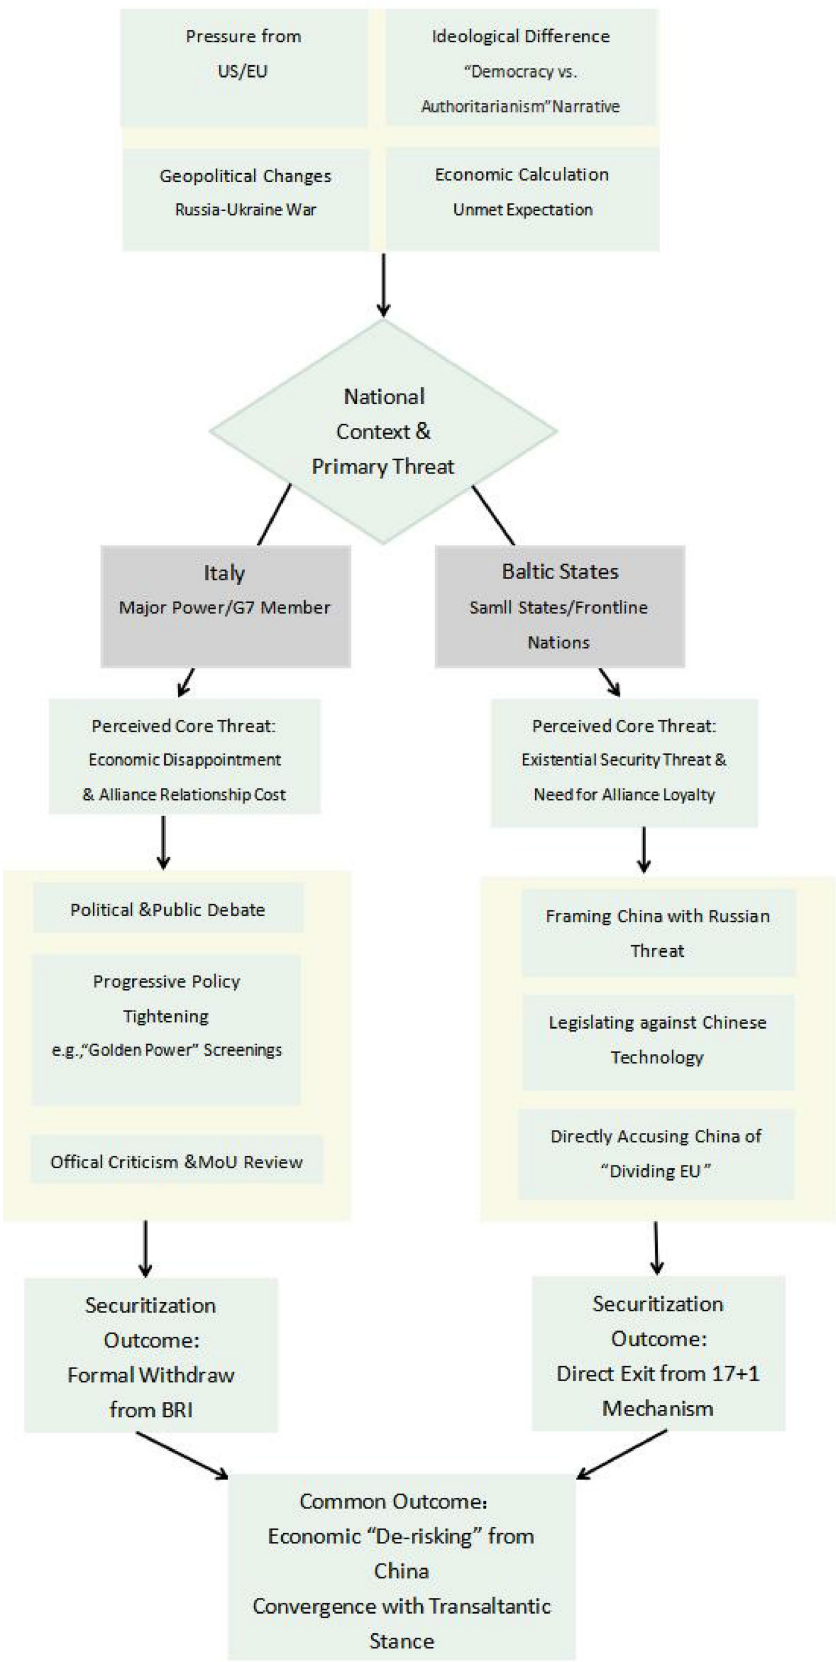 Pressure from
US/EU
Ideological Difference
“Democracy vs.
Authoritarianism”Narrative
Geopolitical Changes
Russia-Ukraine War
Economic Calculation
Unmet Expectation
National
Context &
Primary Threat
Italy
Major Power/G7 Member
Baltic States
Samll States/Frontline
Nations
Perceived Core Threat:
Economic Disappointment
& Alliance Relationship Cost
Perceived Core Threat:
Existential Security Threat &
Need for Alliance Loyalty
Political &Public Debate
Progressive Policy
Tightening
e.g.,“Golden Power” Screenings
Offical Criticism &MoU Review
Framing China with Russian
Threat
Legislating against Chinese
Technology
Directly Accusing China of
“Dividing EU”
Securitization
Outcome:
Formal Withdraw
from BRI
Securitization
Outcome:
Direct Exit from 17+1
Mechanism
Common Outcome：
Economic “De-risking” from
China
Convergence with Transaltantic
Stance